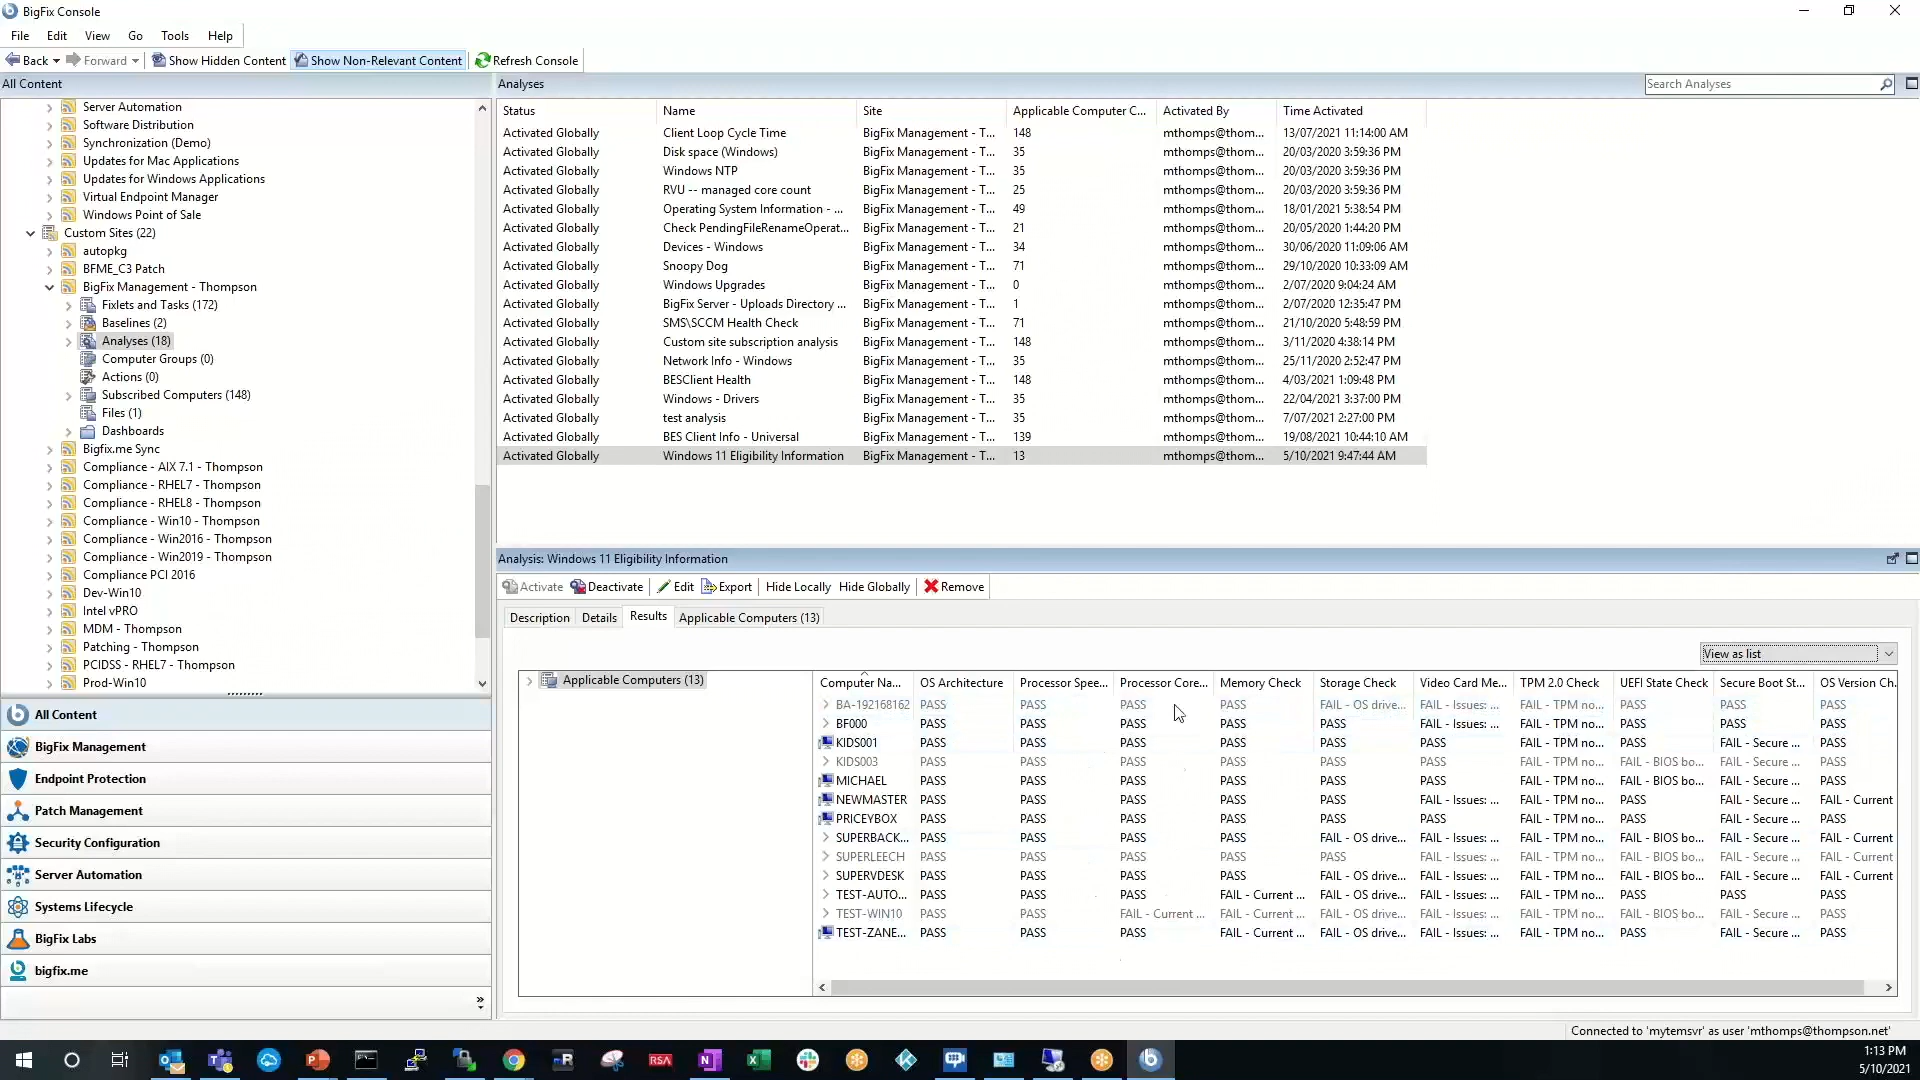 BigFix Console
File Edit View Go Tools Help
Back Forward Show Hidden Content Show Non-Relevant Content Refresh Console
All Content
Server Automation
Software Distribution
Synchronization (Demo)
Updates for Mac Applications
Updates for Windows Applications
Virtual Endpoint Manager
Windows Point of Sale
Custom Sites (22)
autopkg
BFME_C3 Patch
BigFix Management - Thompson
Fixlets and Tasks (172)
Baselines (2)
Analyses (18)
Computer Groups (0)
Actions (0)
Subscribed Computers (148)
Files (1)
Dashboards
Bigfix.me Sync
Compliance - AIX 7.1 - Thompson
Compliance - RHEL7 - Thompson
Compliance - RHEL8 - Thompson
Compliance - Win10 - Thompson
Compliance - Win2016 - Thompson
Compliance - Win2019 - Thompson
Compliance PCI 2016
Dev-Win10
Intel vPRO
MDM - Thompson
Patching - Thompson
PCIDSS - RHEL7 - Thompson
Prod-Win10
All Content
BigFix Management
Endpoint Protection
Patch Management
Security Configuration
Server Automation
Systems Lifecycle
BigFix Labs
bigfix.me
Analyses Search Analyses
Status Name Site Applicable Computer C... Activated By Time Activated
Activated Globally Client Loop Cycle Time BigFix Management - T... 148 mthomps@thom... 13/07/2021 11:14:00 AM
Activated Globally Disk space (Windows) BigFix Management - T... 35 mthomps@thom... 20/03/2020 3:59:36 PM
Activated Globally Windows NTP BigFix Management - T... 35 mthomps@thom... 20/03/2020 3:59:36 PM
Activated Globally RVU -- managed core count BigFix Management - T... 25 mthomps@thom... 20/03/2020 3:59:36 PM
Activated Globally Operating System Information - ... BigFix Management - T... 49 mthomps@thom... 18/01/2021 5:38:54 PM
Activated Globally Check PendingFileRenameOperat... BigFix Management - T... 21 mthomps@thom... 20/05/2020 1:44:20 PM
Activated Globally Devices - Windows BigFix Management - T... 34 mthomps@thom... 30/06/2020 11:09:06 AM
Activated Globally Snoopy Dog BigFix Management - T... 71 mthomps@thom... 29/10/2020 10:33:09 AM
Activated Globally Windows Upgrades BigFix Management - T... 0 mthomps@thom... 2/07/2020 9:04:24 AM
Activated Globally BigFix Server - Uploads Directory ... BigFix Management - T... 1 mthomps@thom... 2/07/2020 12:35:47 PM
Activated Globally SMS\SCCM Health Check BigFix Management - T... 71 mthomps@thom... 21/10/2020 5:48:59 PM
Activated Globally Custom site subscription analysis BigFix Management - T... 148 mthomps@thom... 3/11/2020 4:38:14 PM
Activated Globally Network Info - Windows BigFix Management - T... 35 mthomps@thom... 25/11/2020 2:52:47 PM
Activated Globally BESClient Health BigFix Management - T... 148 mthomps@thom... 4/03/2021 1:09:48 PM
Activated Globally Windows - Drivers BigFix Management - T... 35 mthomps@thom... 22/04/2021 3:37:00 PM
Activated Globally test analysis BigFix Management - T... 35 mthomps@thom... 7/07/2021 2:27:00 PM
Activated Globally BES Client Info - Universal BigFix Management - T... 139 mthomps@thom... 19/08/2021 10:44:10 AM
Activated Globally Windows 11 Eligibility Information BigFix Management - T... 13 mthomps@thom... 5/10/2021 9:47:44 AM
Analysis: Windows 11 Eligibility Information
Activate Deactivate Edit Export Hide Locally Hide Globally Remove
Description Details Results Applicable Computers (13)
View as list
Applicable Computers (13)
Computer Na... OS Architecture Processor Spee... Processor Core... Memory Check Storage Check Video Card Me... TPM 2.0 Check UEFI State Check Secure Boot St... OS Version Ch.
BA-192168162 PASS PASS PASS PASS FAIL - OS drive... FAIL - Issues: ... FAIL - TPM no... PASS PASS PASS
BF000 PASS PASS PASS PASS PASS FAIL - Issues: ... FAIL - TPM no... PASS PASS PASS
KIDS001 PASS PASS PASS PASS PASS PASS FAIL - TPM no... PASS FAIL - Secure ... PASS
KIDS003 PASS PASS PASS PASS PASS PASS FAIL - TPM no... FAIL - BIOS bo... FAIL - Secure ... PASS
MICHAEL PASS PASS PASS PASS PASS PASS FAIL - TPM no... FAIL - BIOS bo... FAIL - Secure ... PASS
NEWMASTER PASS PASS PASS PASS PASS FAIL - Issues: ... FAIL - TPM no... PASS FAIL - Secure ... FAIL - Current
PRICEYBOX PASS PASS PASS PASS PASS PASS FAIL - TPM no... PASS FAIL - Secure ... PASS
SUPERBACK... PASS PASS PASS PASS FAIL - OS drive... FAIL - Issues: ... FAIL - TPM no... FAIL - BIOS bo... FAIL - Secure ... FAIL - Current
SUPERLEECH PASS PASS PASS PASS PASS FAIL - Issues: ... FAIL - TPM no... FAIL - BIOS bo... FAIL - Secure ... FAIL - Current
SUPERVDESK PASS PASS PASS PASS FAIL - OS drive... FAIL - Issues: ... FAIL - TPM no... FAIL - BIOS bo... FAIL - Secure ... FAIL - Current
TEST-AUTO... PASS PASS PASS FAIL - Current ... FAIL - OS drive... FAIL - Issues: ... FAIL - TPM no... PASS PASS PASS
TEST-WIN10 PASS PASS FAIL - Current ... FAIL - Current ... FAIL - OS drive... FAIL - Issues: ... FAIL - TPM no... FAIL - BIOS bo... FAIL - Secure ... PASS
TEST-ZANE... PASS PASS PASS FAIL - Current ... FAIL - OS drive... FAIL - Issues: ... FAIL - TPM no... PASS FAIL - Secure ... PASS
Connected to 'mytemsvr' as user 'mthomps@thompson.net'
RSA
1:13 PM
5/10/2021